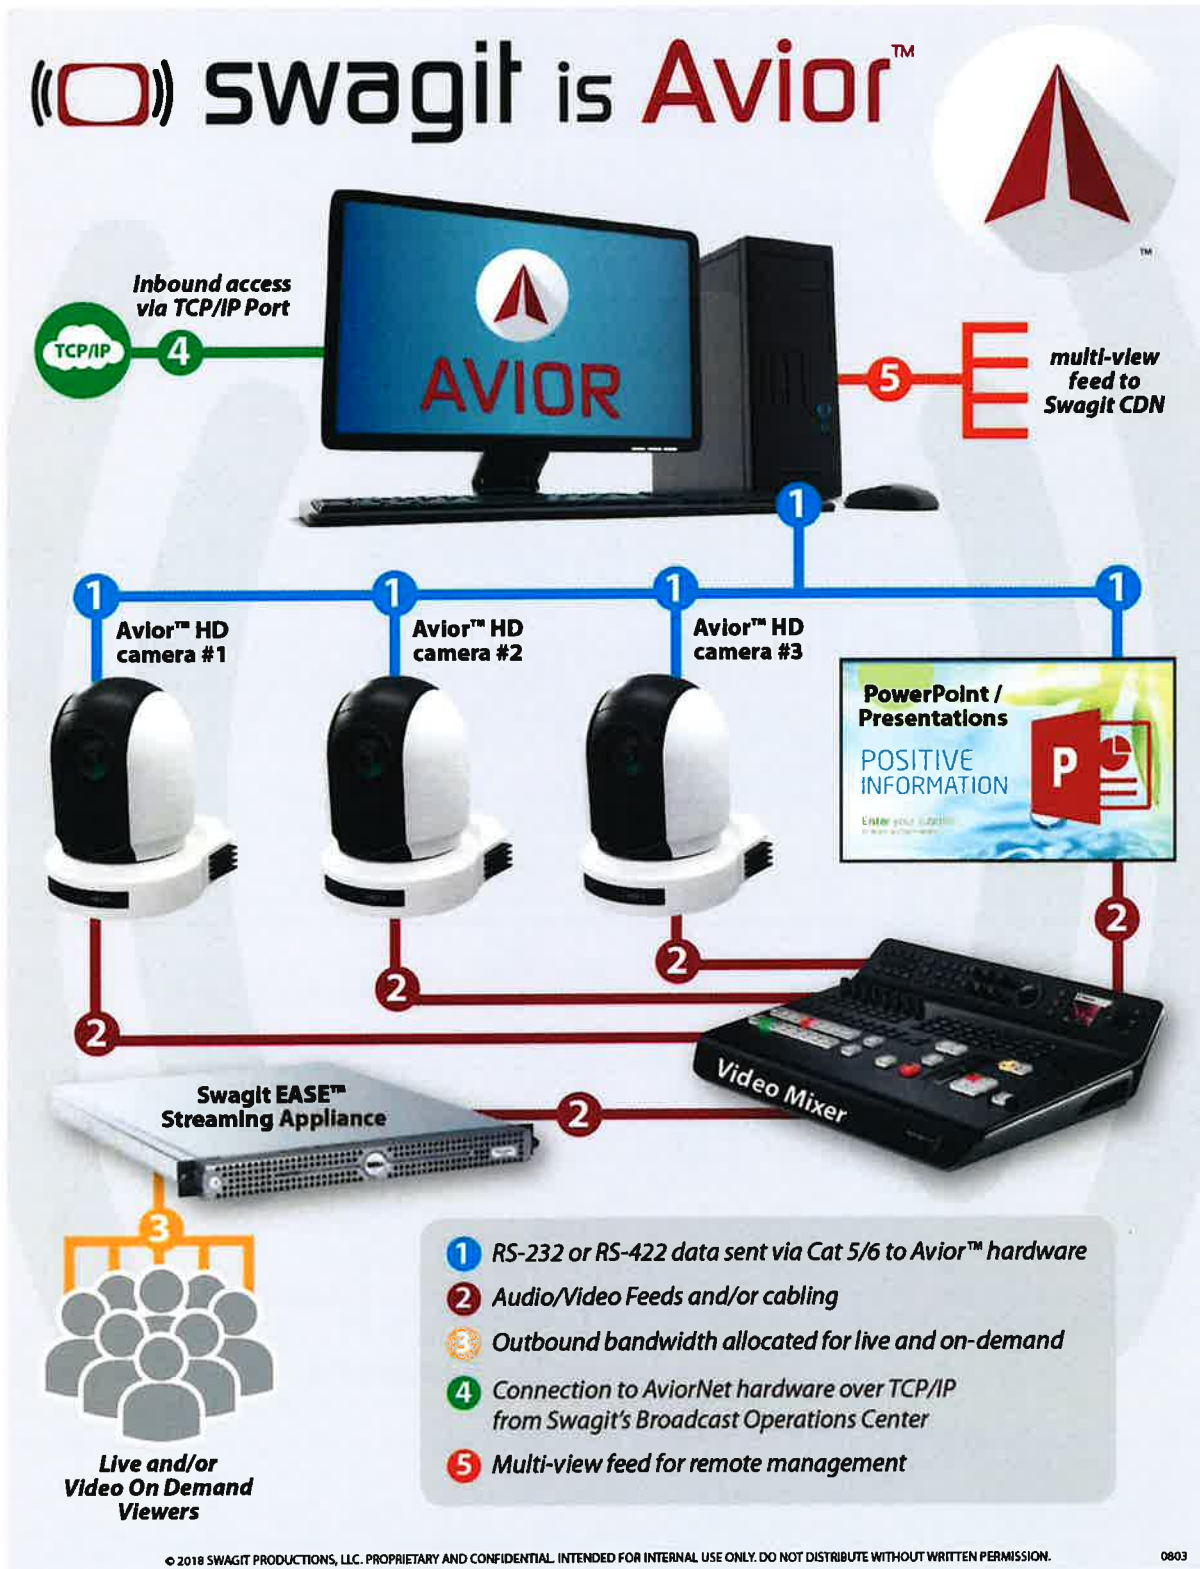 swagit is Avior™
™
Inbound access
via TCP/IP Port
TCP/IP
4
AVIOR
5
multi-view
feed to
Swagit CDN
1
1
1
1
1
Avior™ HD
camera #1
Avior™ HD
camera #2
Avior™ HD
camera #3
PowerPoint /
Presentations
POSITIVE
INFORMATION
P
Enter your subtitle
2
2
2
2
Video Mixer
Swagit EASE™
Streaming Appliance
2
3
Live and/or
Video On Demand
Viewers
1 RS-232 or RS-422 data sent via Cat 5/6 to Avior™ hardware
2 Audio/Video Feeds and/or cabling
3 Outbound bandwidth allocated for live and on-demand
4 Connection to AviorNet hardware over TCP/IP
from Swagit's Broadcast Operations Center
5 Multi-view feed for remote management
© 2018 SWAGIT PRODUCTIONS, LLC. PROPRIETARY AND CONFIDENTIAL. INTENDED FOR INTERNAL USE ONLY. DO NOT DISTRIBUTE WITHOUT WRITTEN PERMISSION.
0803